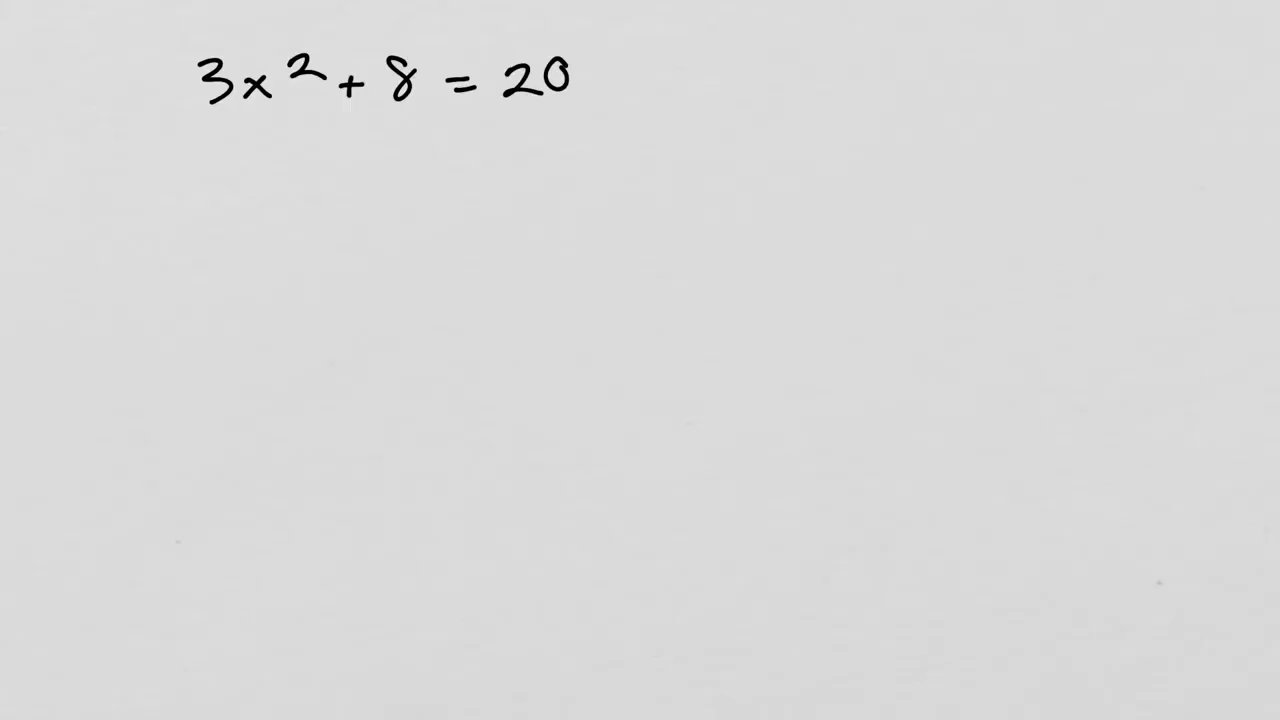 3x² + 8 = 20